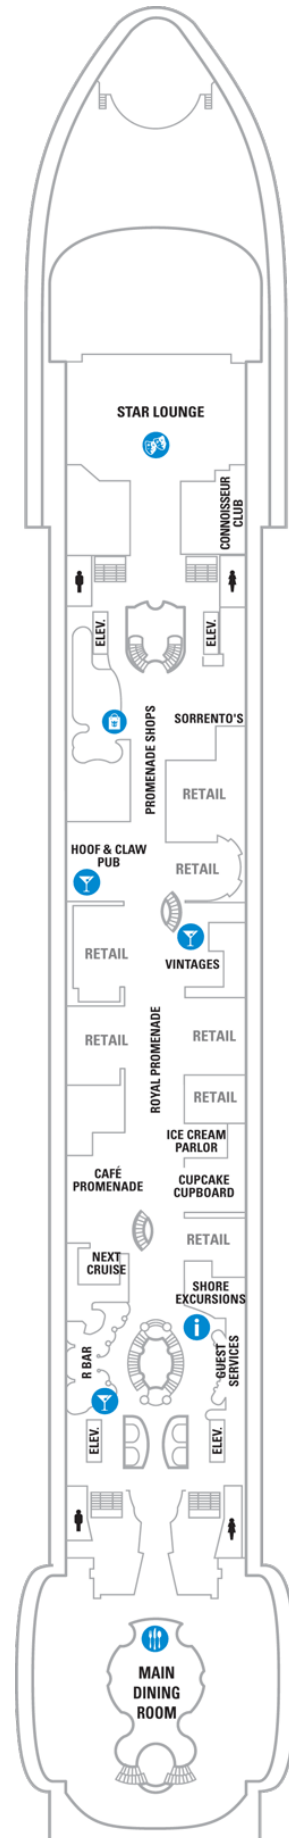 STAR LOUNGE
CONNOISSEUR
CLUB
ELEV.
ELEV.
PROMENADE SHOPS
SORRENTO'S
RETAIL
HOOF & CLAW
PUB
RETAIL
RETAIL
VINTAGES
ROYAL PROMENADE
RETAIL
RETAIL
RETAIL
ICE CREAM
PARLOR
CAFÉ
PROMENADE
CUPCAKE
CUPBOARD
RETAIL
NEXT
CRUISE
SHORE
EXCURSIONS
i
R BAR
GUEST
SERVICES
ELEV.
ELEV.
MAIN
DINING
ROOM